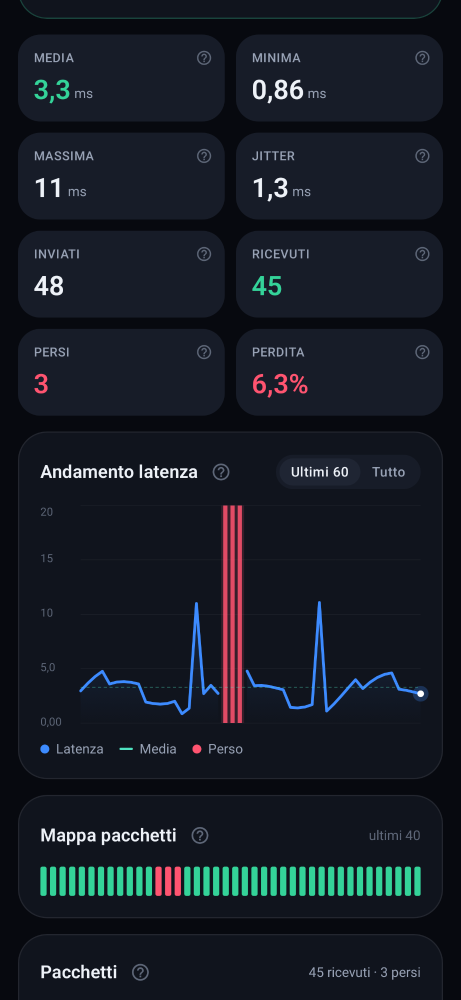 MEDIA
3,3 ms
MINIMA
0,86 ms
MASSIMA
11 ms
JITTER
1,3 ms
INVIATI
48
RICEVUTI
45
PERSI
3
PERDITA
6,3%
Andamento latenza
Ultimi 60 Tutto
20
15
10
5,0
0,00
Latenza Media Perso
Mappa pacchetti
ultimi 40
Pacchetti
45 ricevuti · 3 persi